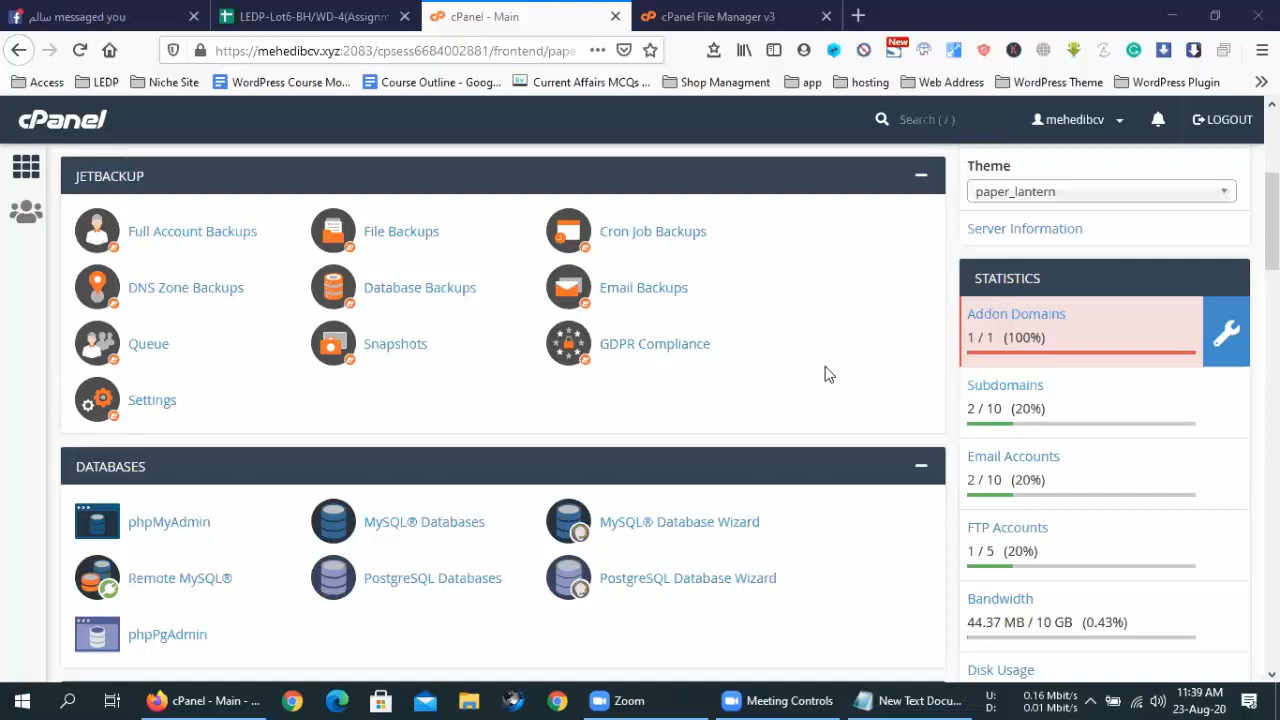 سالم messaged you
LEDP-Lot6-BH/WD-4(Assignr
cPanel - Main
cPanel File Manager v3
https://mehedibcv.xyz:2083/cpsess6684002881/frontend/pape
New
Access
LEDP
Niche Site
WordPress Course Mo...
Course Outline - Goog...
Current Affairs MCQs ...
Shop Managment
app
hosting
Web Address
WordPress Theme
WordPress Plugin
cPanel
Search ( / )
mehedibcv
LOGOUT
JETBACKUP
Full Account Backups
File Backups
Cron Job Backups
DNS Zone Backups
Database Backups
Email Backups
Queue
Snapshots
GDPR Compliance
Settings
DATABASES
phpMyAdmin
MySQL® Databases
MySQL® Database Wizard
Remote MySQL®
PostgreSQL Databases
PostgreSQL Database Wizard
phpPgAdmin
Theme
paper_lantern
Server Information
STATISTICS
Addon Domains
1 / 1 (100%)
Subdomains
2 / 10 (20%)
Email Accounts
2 / 10 (20%)
FTP Accounts
1 / 5 (20%)
Bandwidth
44.37 MB / 10 GB (0.43%)
Disk Usage
cPanel - Main - ...
Zoom
Meeting Controls
New Text Docu...
U: 0.16 Mbit/s
D: 0.01 Mbit/s
11:39 AM
23-Aug-20